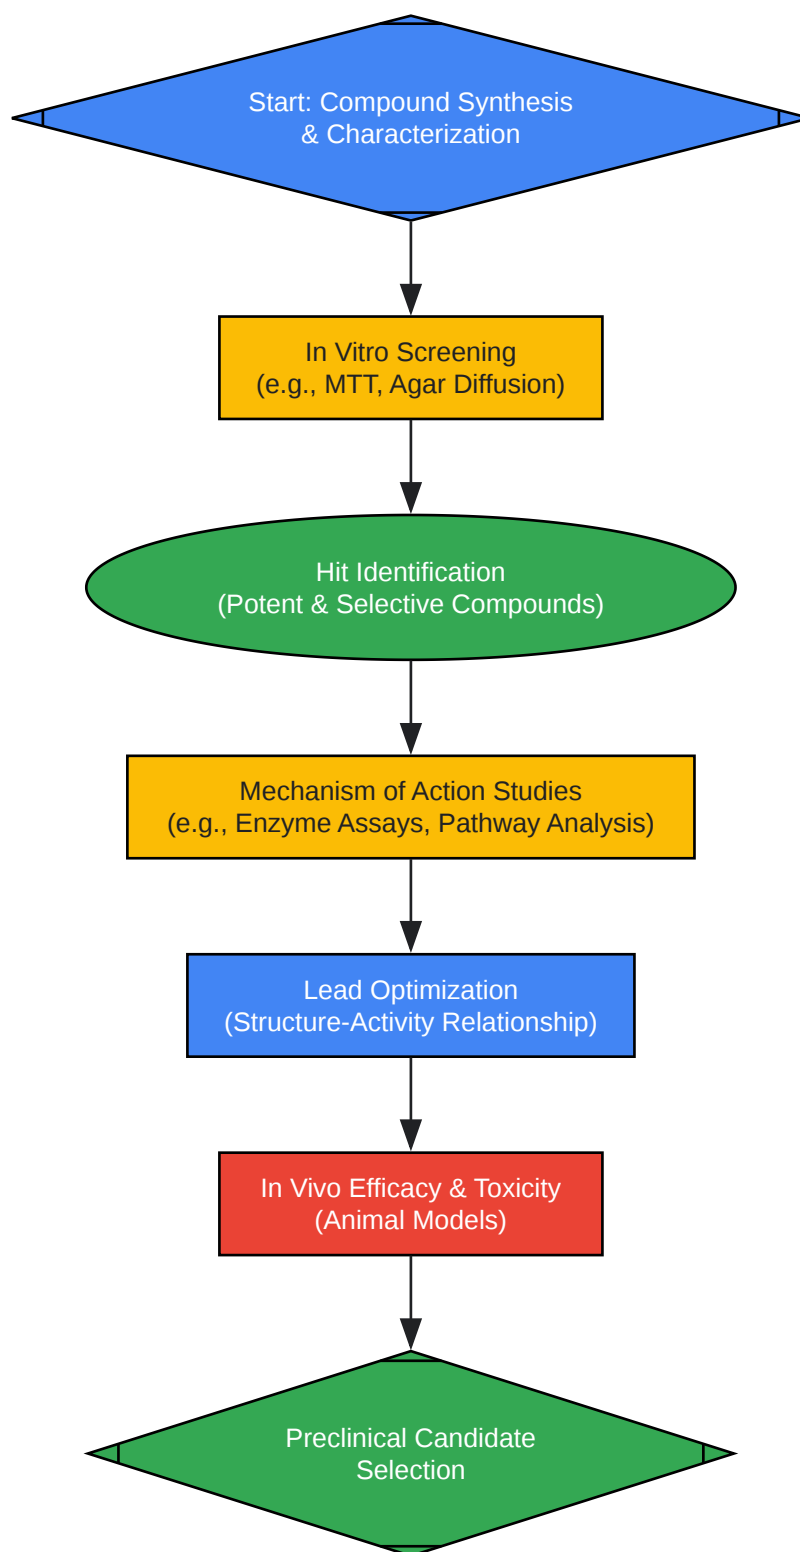 Start: Compound Synthesis
& Characterization
In Vitro Screening
(e.g., MTT, Agar Diffusion)
Hit Identification
(Potent & Selective Compounds)
Mechanism of Action Studies
(e.g., Enzyme Assays, Pathway Analysis)
Lead Optimization
(Structure-Activity Relationship)
In Vivo Efficacy & Toxicity
(Animal Models)
Preclinical Candidate
Selection